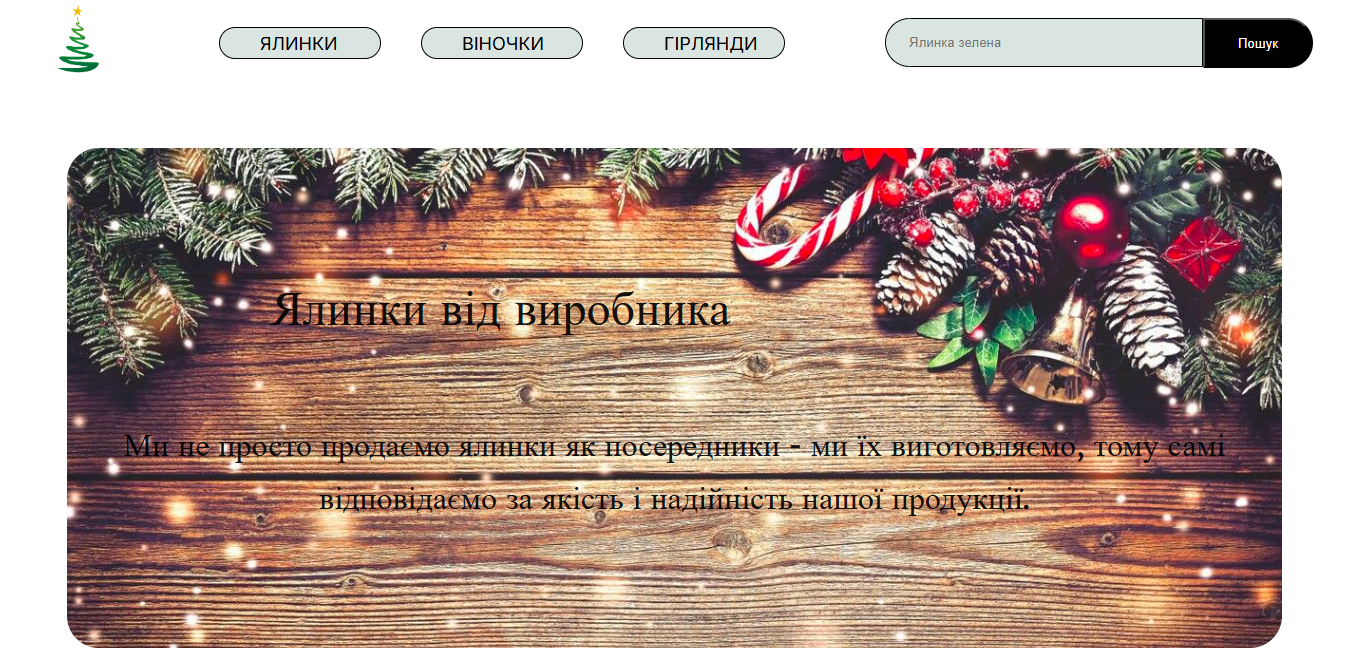 ЯЛИНКИ
ВІНОЧКИ
ГІРЛЯНДИ
Ялинка зелена
Пошук
Ялинки від виробника
Ми не просто продаємо ялинки як посередники - ми їх виготовляємо, тому самі
відповідаємо за якість і надійність нашої продукції.